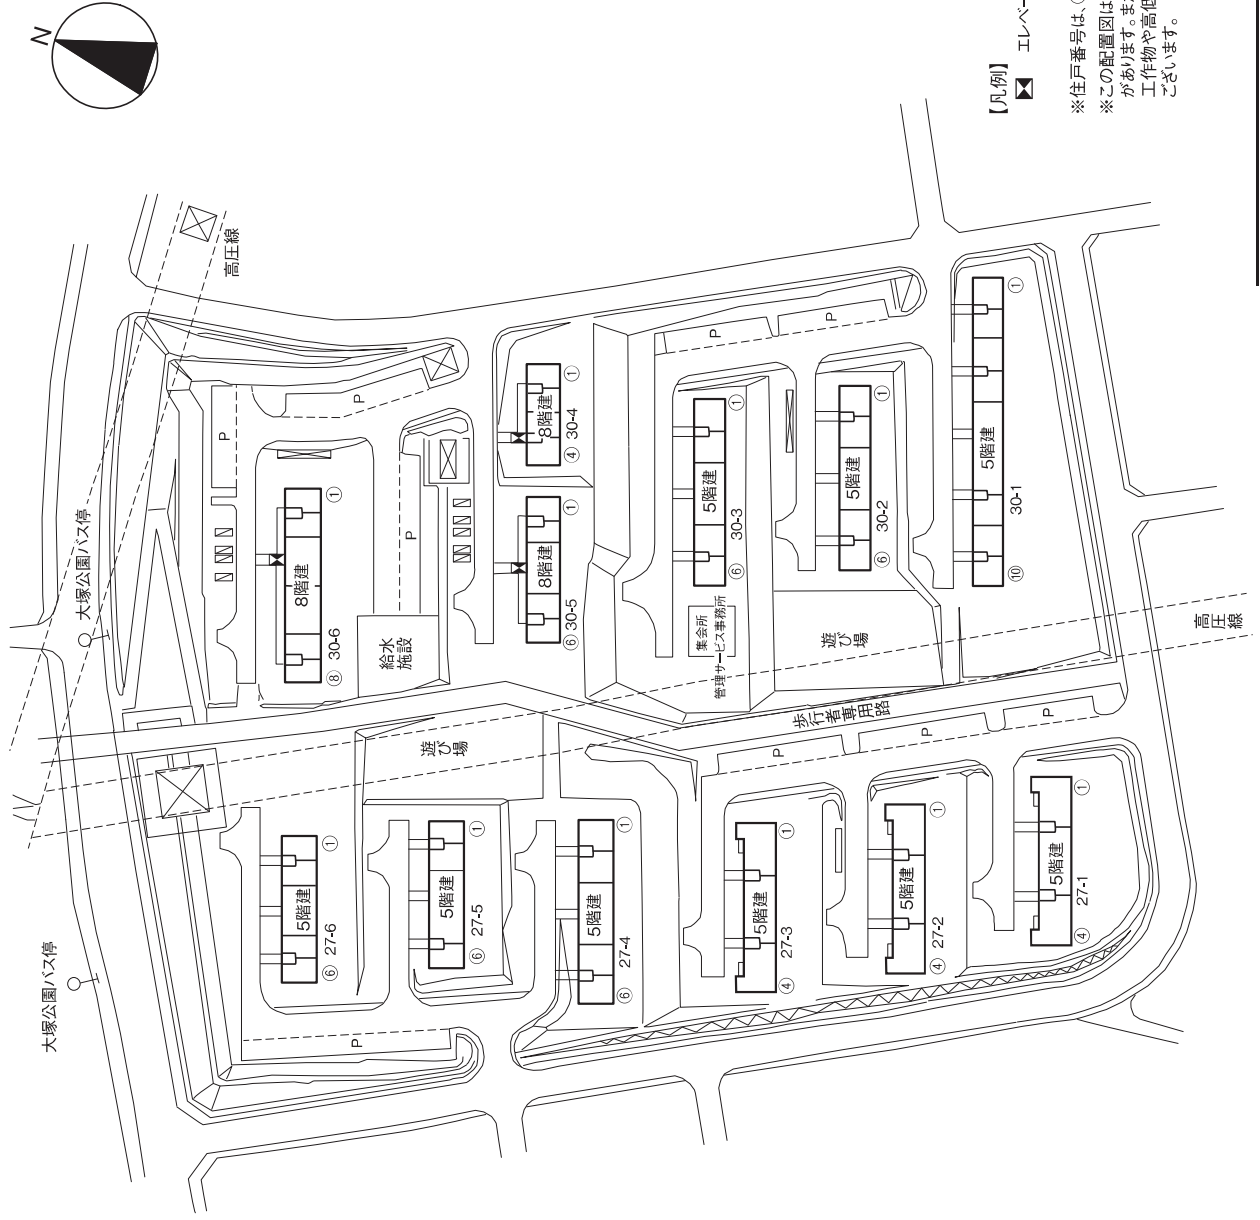 N
【凡例】
エレベー
※住戸番号は、
※この配置図は
があります。また
工作物や高低
ございます。
大塚公園バス停
大塚公園バス停
高圧線
高圧線
歩行者専用路
P
P
P
P
P
P
P
P
P
8階建
30-6
⑧
①
8階建
30-5
⑥
①
8階建
30-4
④
①
5階建
30-3
⑥
①
5階建
30-2
⑥
①
5階建
30-1
⑩
①
給水
施設
集会所
管理サービス事務所
遊び場
遊び場
5階建
27-6
⑥
①
5階建
27-5
⑥
①
5階建
27-4
⑥
①
5階建
27-3
④
①
5階建
27-2
④
①
5階建
27-1
④
①